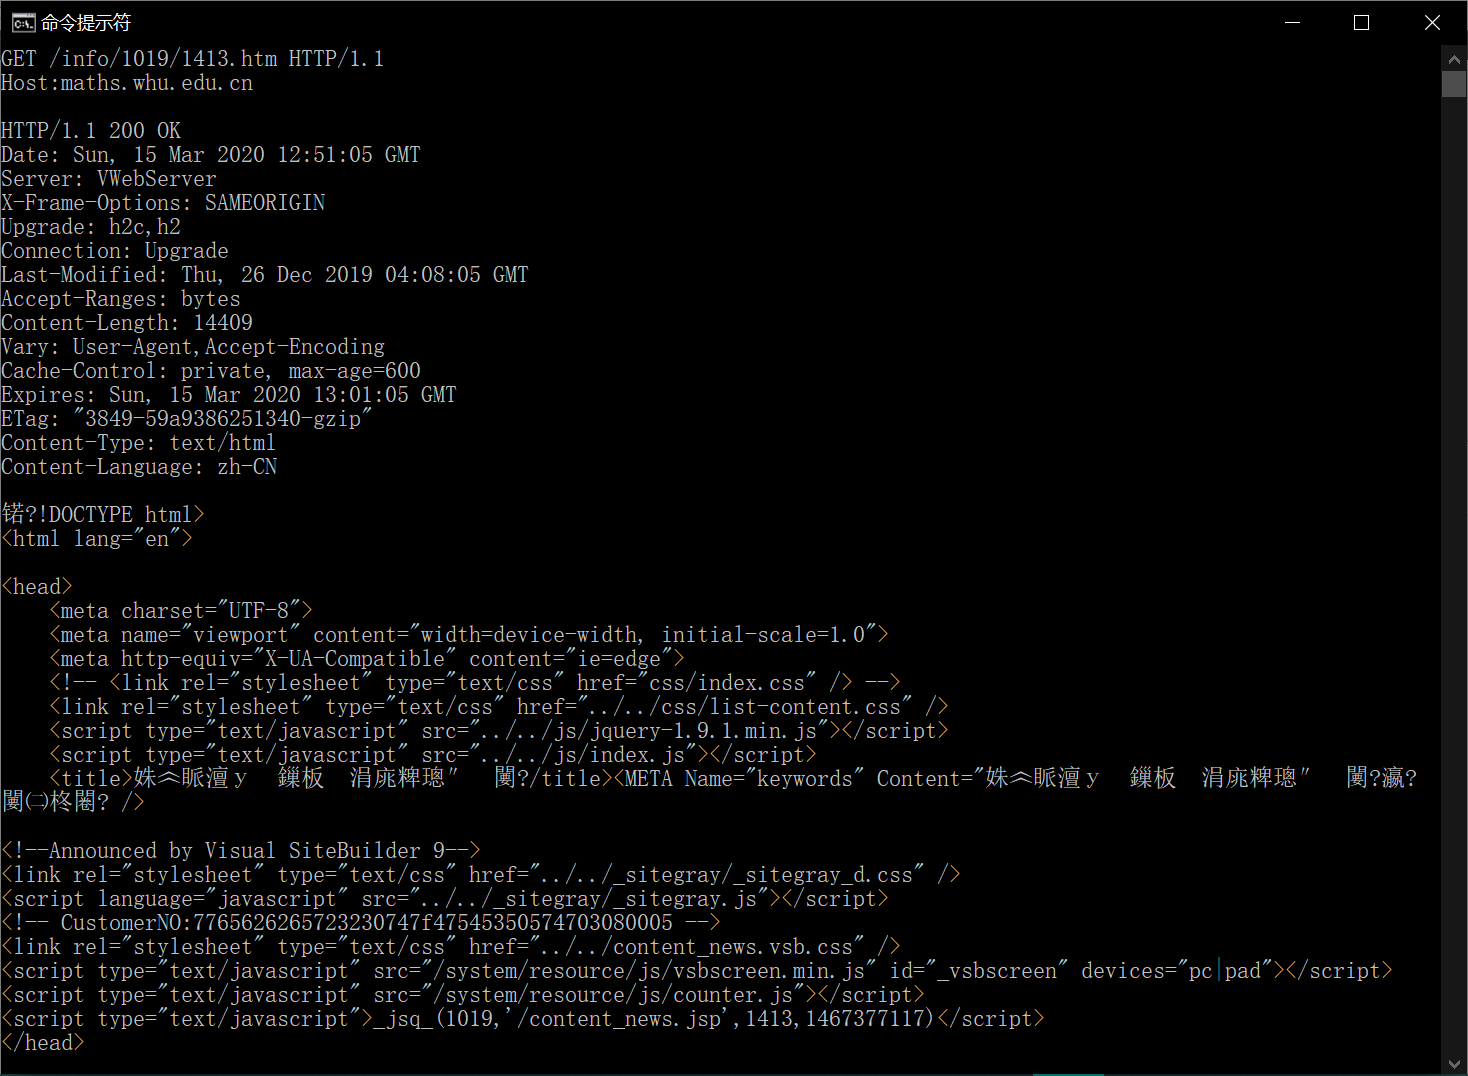 命令提示符
GET /info/1019/1413.htm HTTP/1.1
Host:maths.whu.edu.cn
HTTP/1.1 200 OK
Date: Sun, 15 Mar 2020 12:51:05 GMT
Server: VWebServer
X-Frame-Options: SAMEORIGIN
Upgrade: h2c,h2
Connection: Upgrade
Last-Modified: Thu, 26 Dec 2019 04:08:05 GMT
Accept-Ranges: bytes
Content-Length: 14409
Vary: User-Agent,Accept-Encoding
Cache-Control: private, max-age=600
Expires: Sun, 15 Mar 2020 13:01:05 GMT
ETag: "3849-59a9386251340-gzip"
Content-Type: text/html
Content-Language: zh-CN
锘?!DOCTYPE html>
<html lang="en">
<head>
<meta charset="UTF-8">
<meta name="viewport" content="width=device-width, initial-scale=1.0">
<meta http-equiv="X-UA-Compatible" content="ie=edge">
<!-- <link rel="stylesheet" type="text/css" href="css/index.css" /> -->
<link rel="stylesheet" type="text/css" href="../../css/list-content.css" />
<script type="text/javascript" src="../../js/jquery-1.9.1.min.js"></script>
<script type="text/javascript" src="../../js/index.js"></script>
<title>姝︽眽澶у 鏁板 涓庣粺璁″ 闄?/title><META Name="keywords" Content="姝︽眽澶у 鏁板 涓庣粺璁″ 闄?瀛?
闄㈡柊闂? />
<!--Announced by Visual SiteBuilder 9-->
<link rel="stylesheet" type="text/css" href="../../_sitegray/_sitegray_d.css" />
<script language="javascript" src="../../_sitegray/_sitegray.js"></script>
<!-- CustomerNO:7765626265723230747f47545350574703080005 -->
<link rel="stylesheet" type="text/css" href="../../content_news.vsb.css" />
<script type="text/javascript" src="/system/resource/js/vsbscreen.min.js" id="_vsbscreen" devices="pc|pad"></script>
<script type="text/javascript" src="/system/resource/js/counter.js"></script>
<script type="text/javascript">_jsq_(1019,'/content_news.jsp',1413,1467377117)</script>
</head>